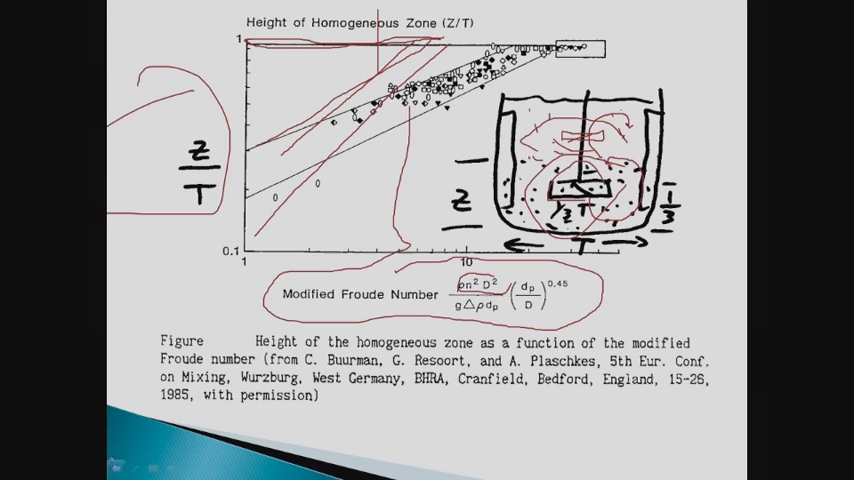 Height of Homogeneous Zone (Z/T)
1
Z
T
0.1
1
10
Z
1/2 T
1
3
T
Modified Froude Number ρn²D² / gΔρdₚ (dₚ / D)^0.45
Figure Height of the homogeneous zone as a function of the modified
Froude number (from C. Buurman, G. Resoort, and A. Plaschkes, 5th Eur. Conf.
on Mixing, Wurzburg, West Germany, BHRA, Cranfield, Bedford, England, 15-26,
1985, with permission)